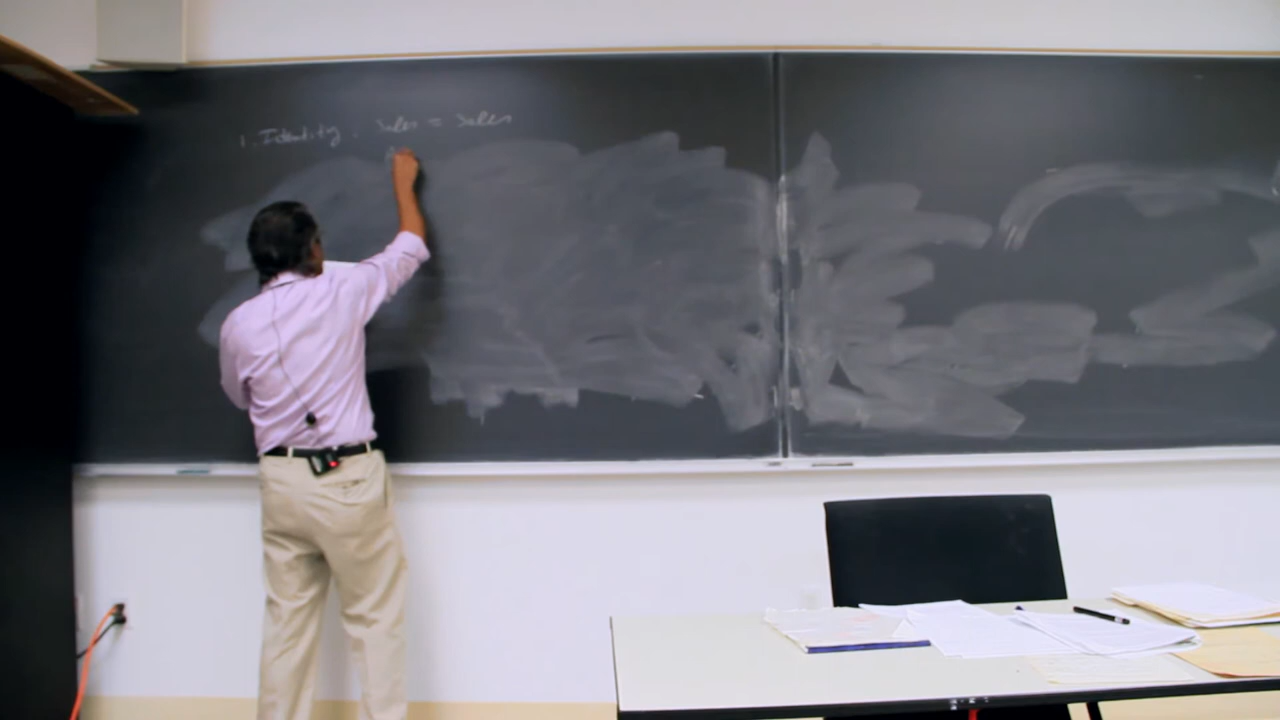 1. Identity : Sales = Sales